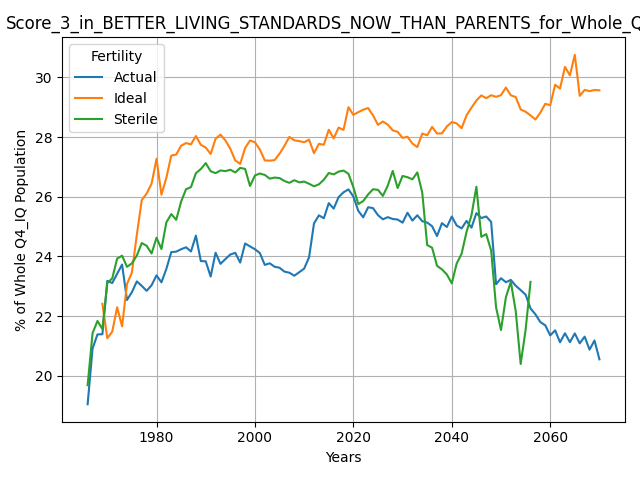 Score_3_in_BETTER_LIVING_STANDARDS_NOW_THAN_PARENTS_for_Whole_Q
Fertility
Actual
Ideal
Sterile
% of Whole Q4_IQ Population
30
28
26
24
22
20
1980
2000
2020
2040
2060
Years